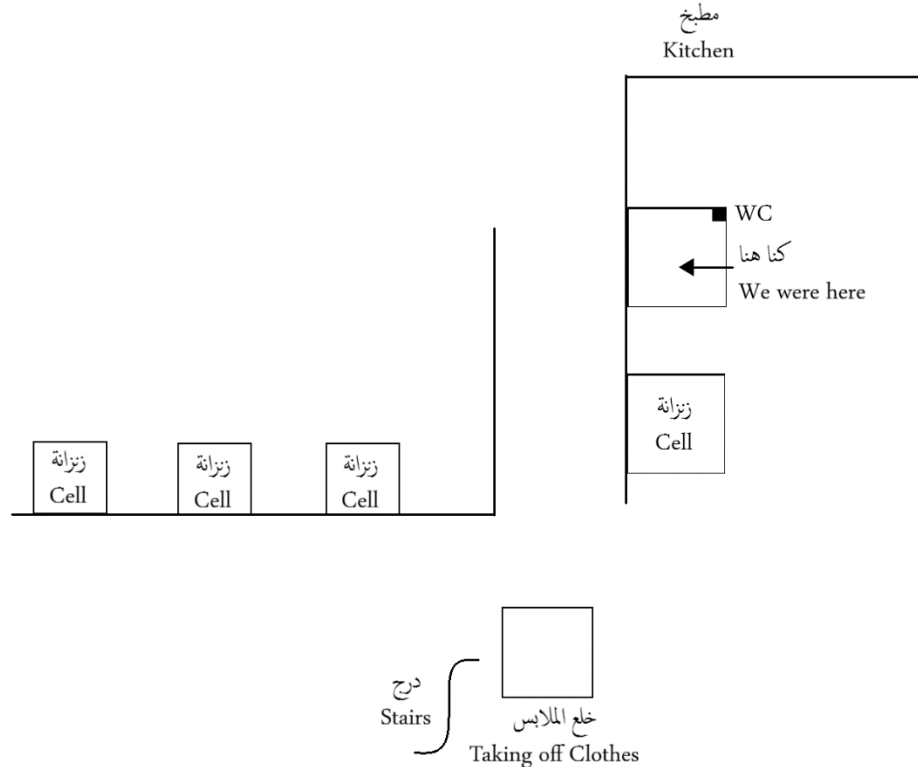 مطبخ
Kitchen
WC
كنا هنا
We were here
زنزانة
Cell
زنزانة
Cell
زنزانة
Cell
زنزانة
Cell
درج
Stairs
خلع الملابس
Taking off Clothes